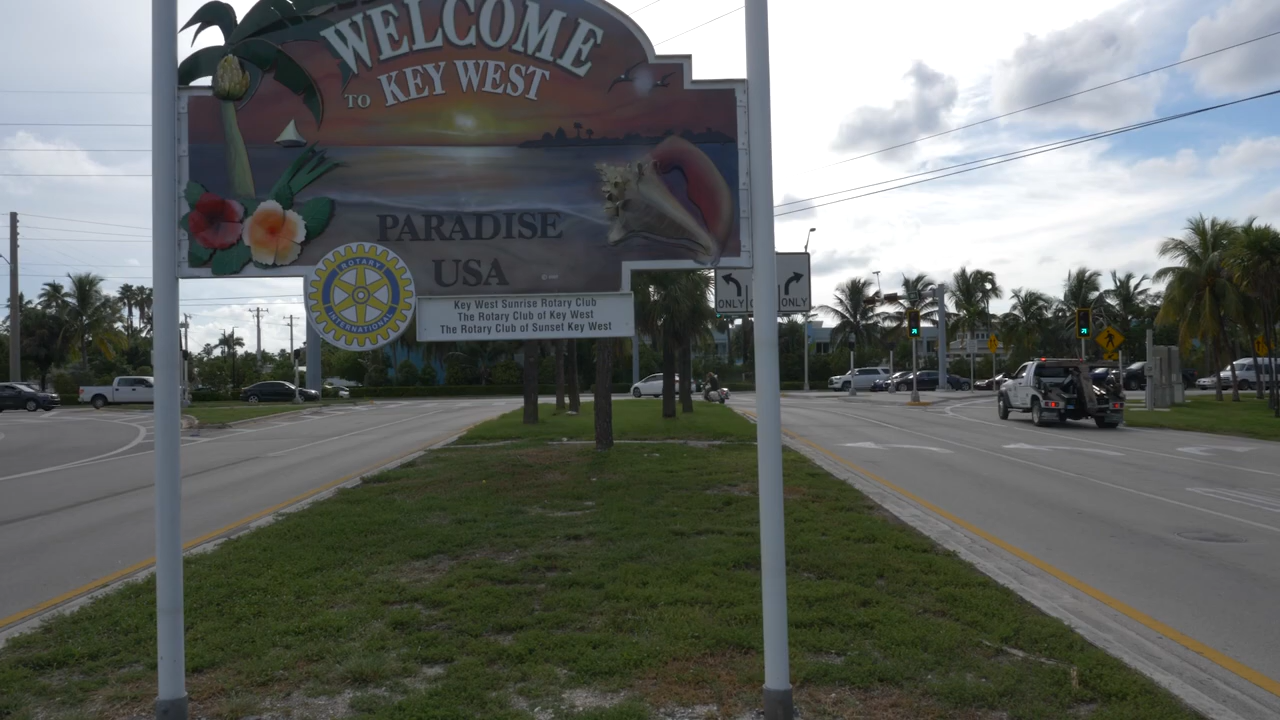 WELCOME
TO KEY WEST
PARADISE
USA
ROTARY
INTERNATIONAL
Key West Sunrise Rotary Club
The Rotary Club of Key West
The Rotary Club of Sunset Key West
ONLY
ONLY